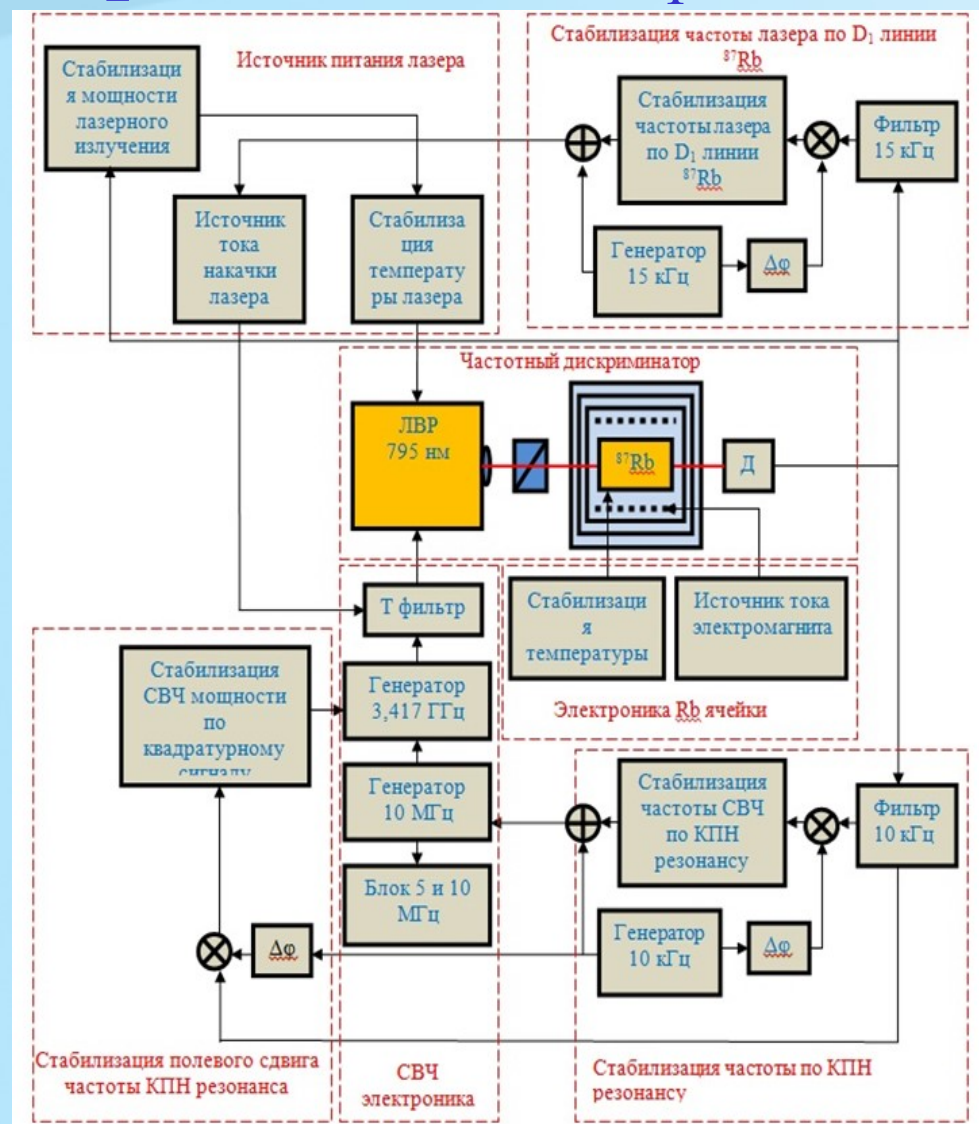 Источник питания лазера
Стабилизаци
я мощности
лазерного
излучения
Источник
тока
накачки
лазера
Стабилиза
ция
температу
ры лазера
Стабилизация частоты лазера по D₁ линии
⁸⁷Rb
Стабилизация
частоты лазера
по D₁ линии
⁸⁷Rb
Фильтр
15 кГц
Генератор
15 кГц
Δφ
Частотный дискриминатор
ЛВР
795 нм
⁸⁷Rb
Д
Т фильтр
Стабилизаци
я
температуры
Источник тока
электромагнита
Электроника Rb ячейки
Стабилизация
СВЧ мощности
по
квадратурному
сигналу
Генератор
3,417 ГГц
Генератор
10 МГц
Блок 5 и 10
МГц
Стабилизация
частоты СВЧ
по КПН
резонансу
Фильтр
10 кГц
Генератор
10 кГц
Δφ
Δφ
Стабилизация полевого сдвига
частоты КПН резонанса
СВЧ
электроника
Стабилизация частоты по КПН
резонансу